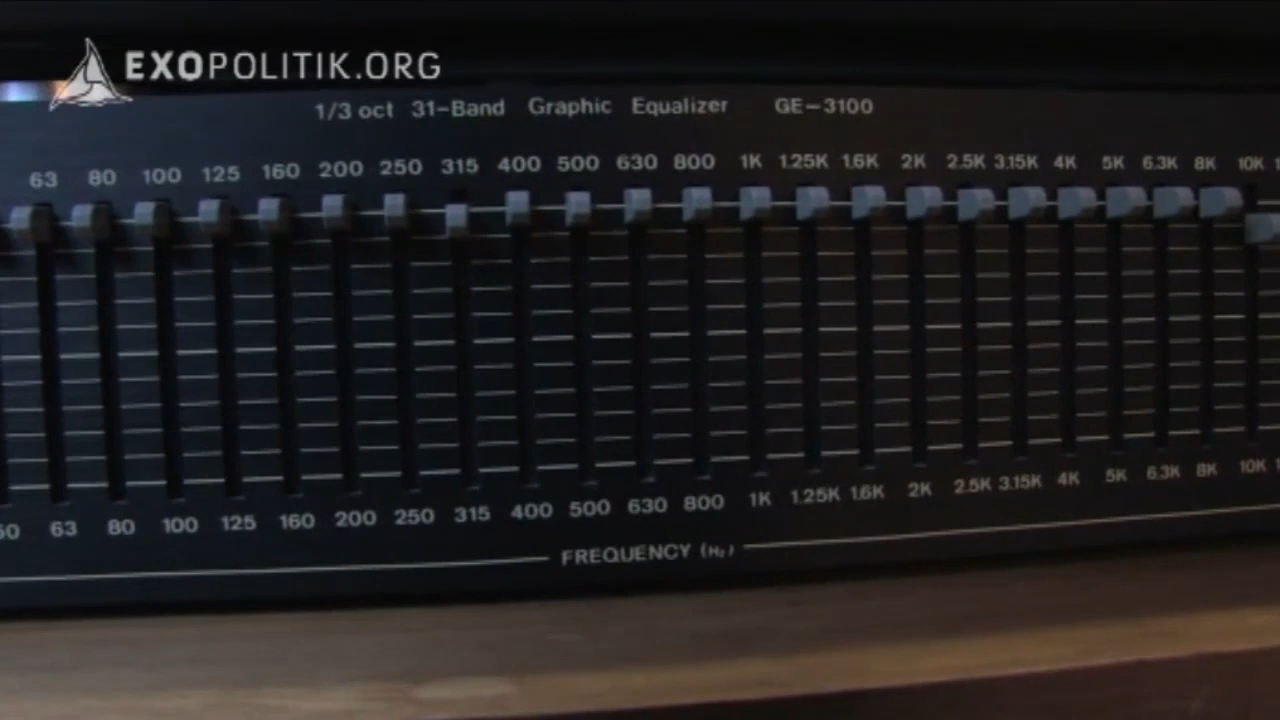 EXOPOLITIK.ORG
1/3 oct 31-Band Graphic Equalizer GE-3100
63 80 100 125 160 200 250 315 400 500 630 800 1K 1.25K 1.6K 2K 2.5K 3.15K 4K 5K 6.3K 8K 10K
63 80 100 125 160 200 250 315 400 500 630 800 1K 1.25K 1.6K 2K 2.5K 3.15K 4K 5K 6.3K 8K 10K
FREQUENCY (Hz)